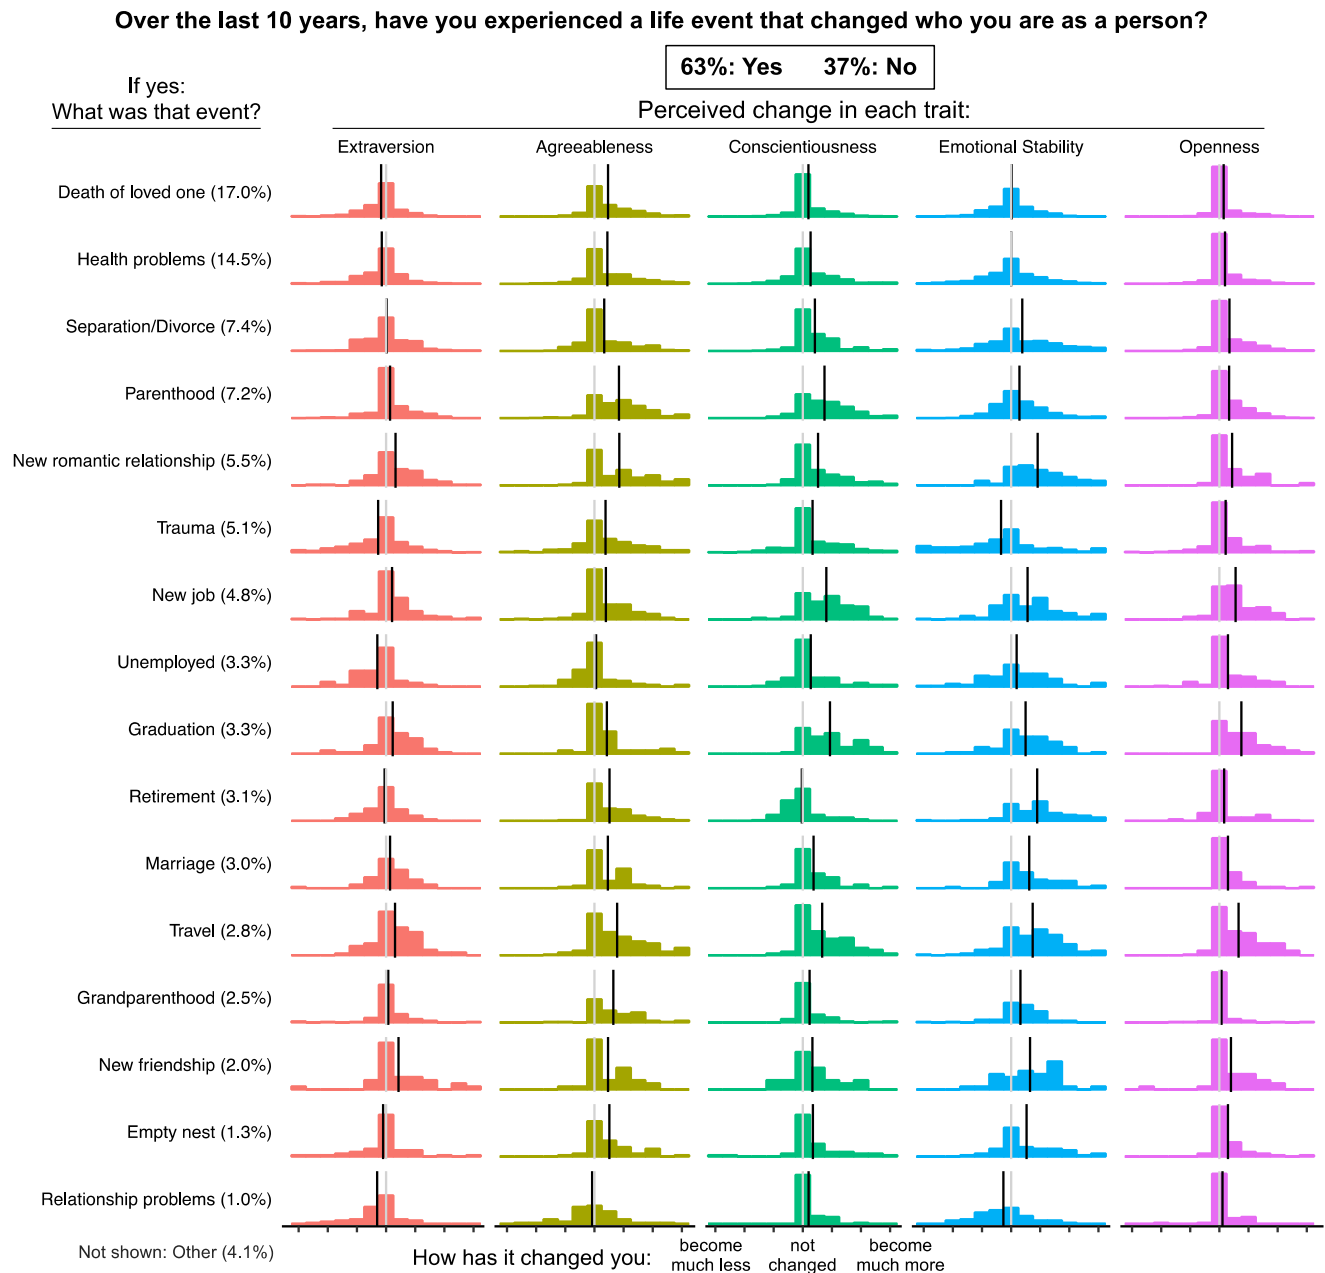 Over the last 10 years, have you experienced a life event that changed who you are as a person?
63%: Yes 37%: No
If yes:
What was that event?
Perceived change in each trait:
Extraversion Agreeableness Conscientiousness Emotional Stability Openness
Death of loved one (17.0%)
Health problems (14.5%)
Separation/Divorce (7.4%)
Parenthood (7.2%)
New romantic relationship (5.5%)
Trauma (5.1%)
New job (4.8%)
Unemployed (3.3%)
Graduation (3.3%)
Retirement (3.1%)
Marriage (3.0%)
Travel (2.8%)
Grandparenthood (2.5%)
New friendship (2.0%)
Empty nest (1.3%)
Relationship problems (1.0%)
Not shown: Other (4.1%)
How has it changed you:
become
much less
not
changed
become
much more